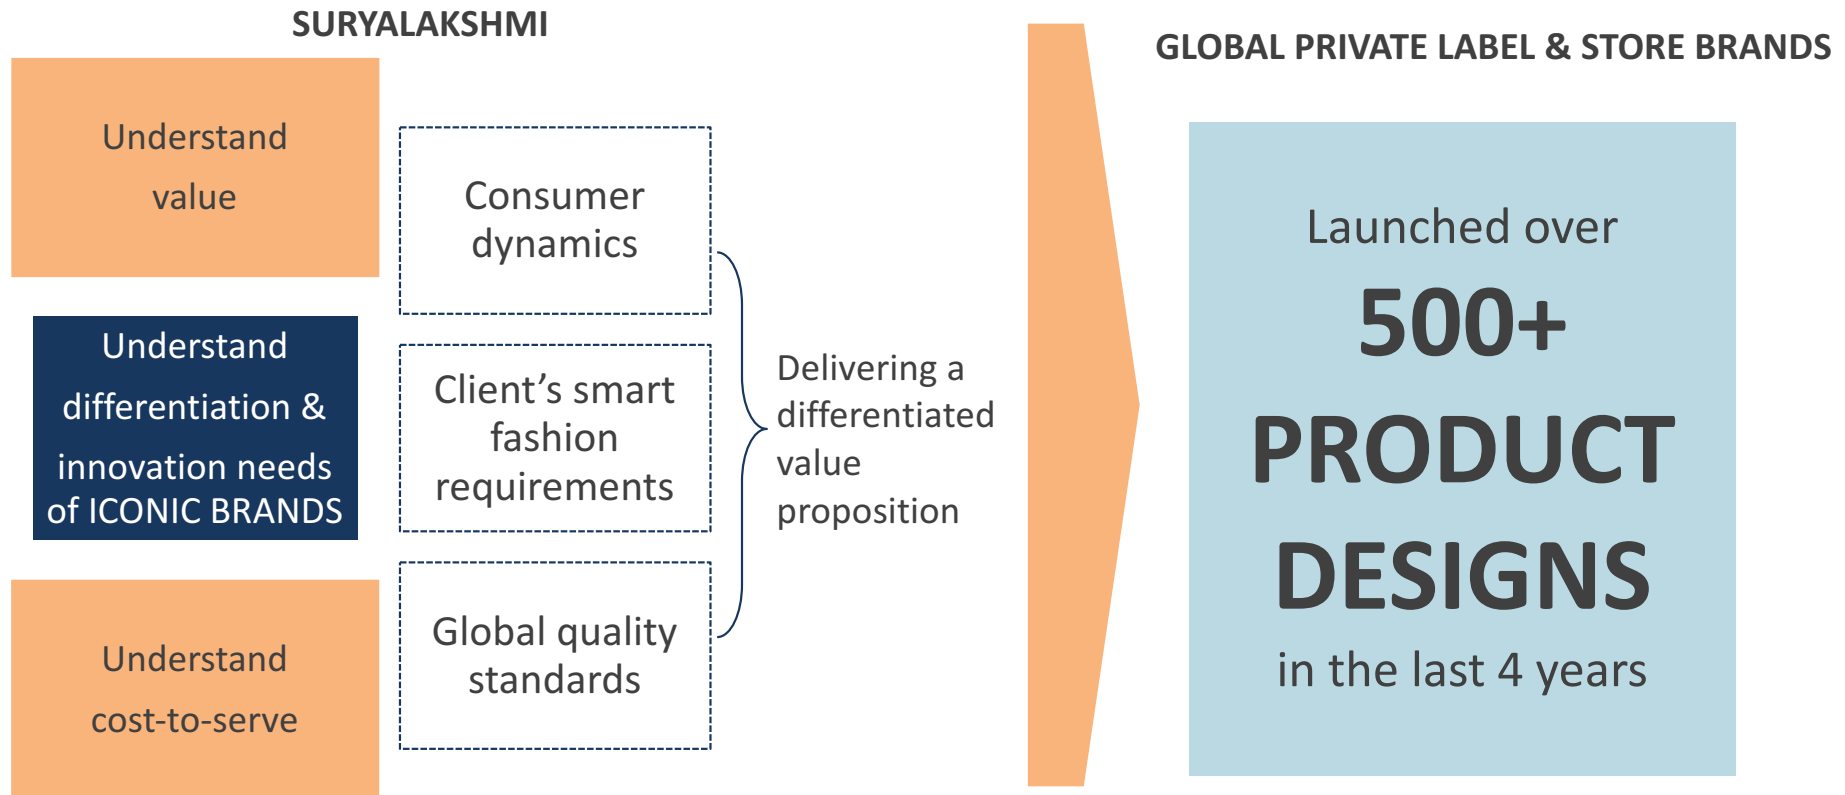 SURYALAKSHMI
Understand
value
Understand
differentiation &
innovation needs
of ICONIC BRANDS
Understand
cost-to-serve
Consumer
dynamics
Client’s smart
fashion
requirements
Global quality
standards
Delivering a
differentiated
value
proposition
GLOBAL PRIVATE LABEL & STORE BRANDS
Launched over
500+
PRODUCT
DESIGNS
in the last 4 years